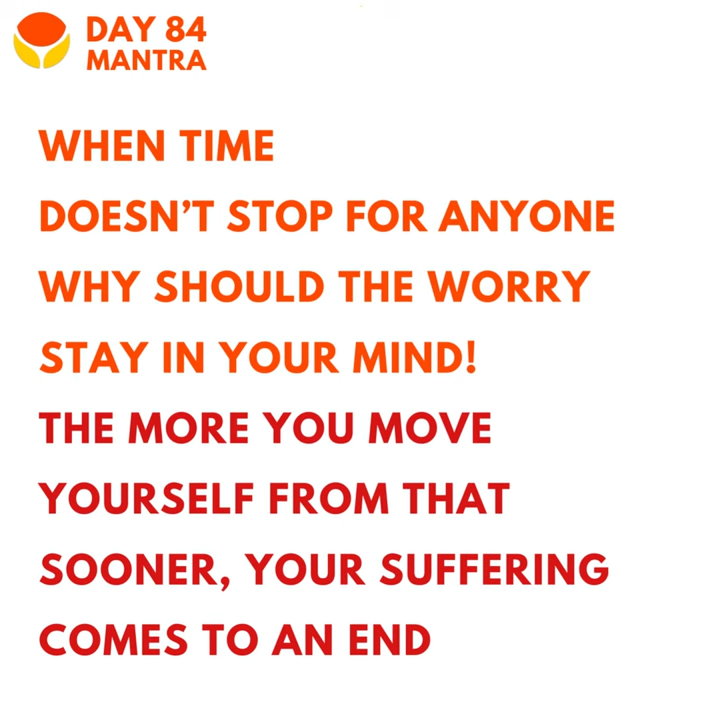 DAY 84
MANTRA
WHEN TIME
DOESN’T STOP FOR ANYONE
WHY SHOULD THE WORRY
STAY IN YOUR MIND!
THE MORE YOU MOVE
YOURSELF FROM THAT
SOONER, YOUR SUFFERING
COMES TO AN END